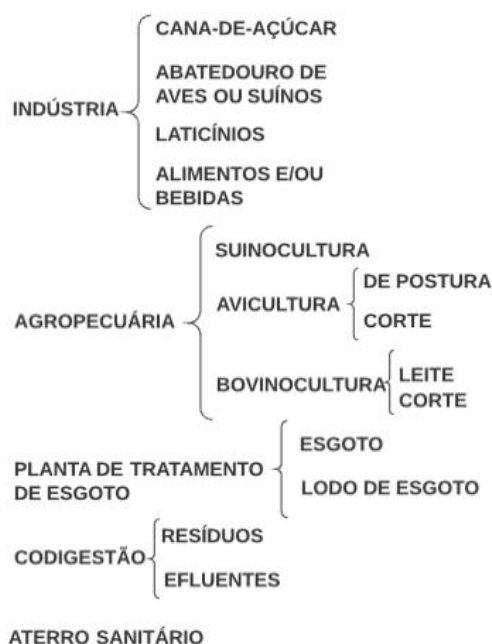 INDÚSTRIA
CANA-DE-AÇÚCAR
ABATEDOURO DE
AVES OU SUÍNOS
LATICÍNIOS
ALIMENTOS E/OU
BEBIDAS
AGROPECUÁRIA
SUINOCULTURA
AVICULTURA
DE POSTURA
CORTE
BOVINOCULTURA
LEITE
CORTE
PLANTA DE TRATAMENTO
DE ESGOTO
ESGOTO
LODO DE ESGOTO
CODIGESTÃO
RESÍDUOS
EFLUENTES
ATERRO SANITÁRIO